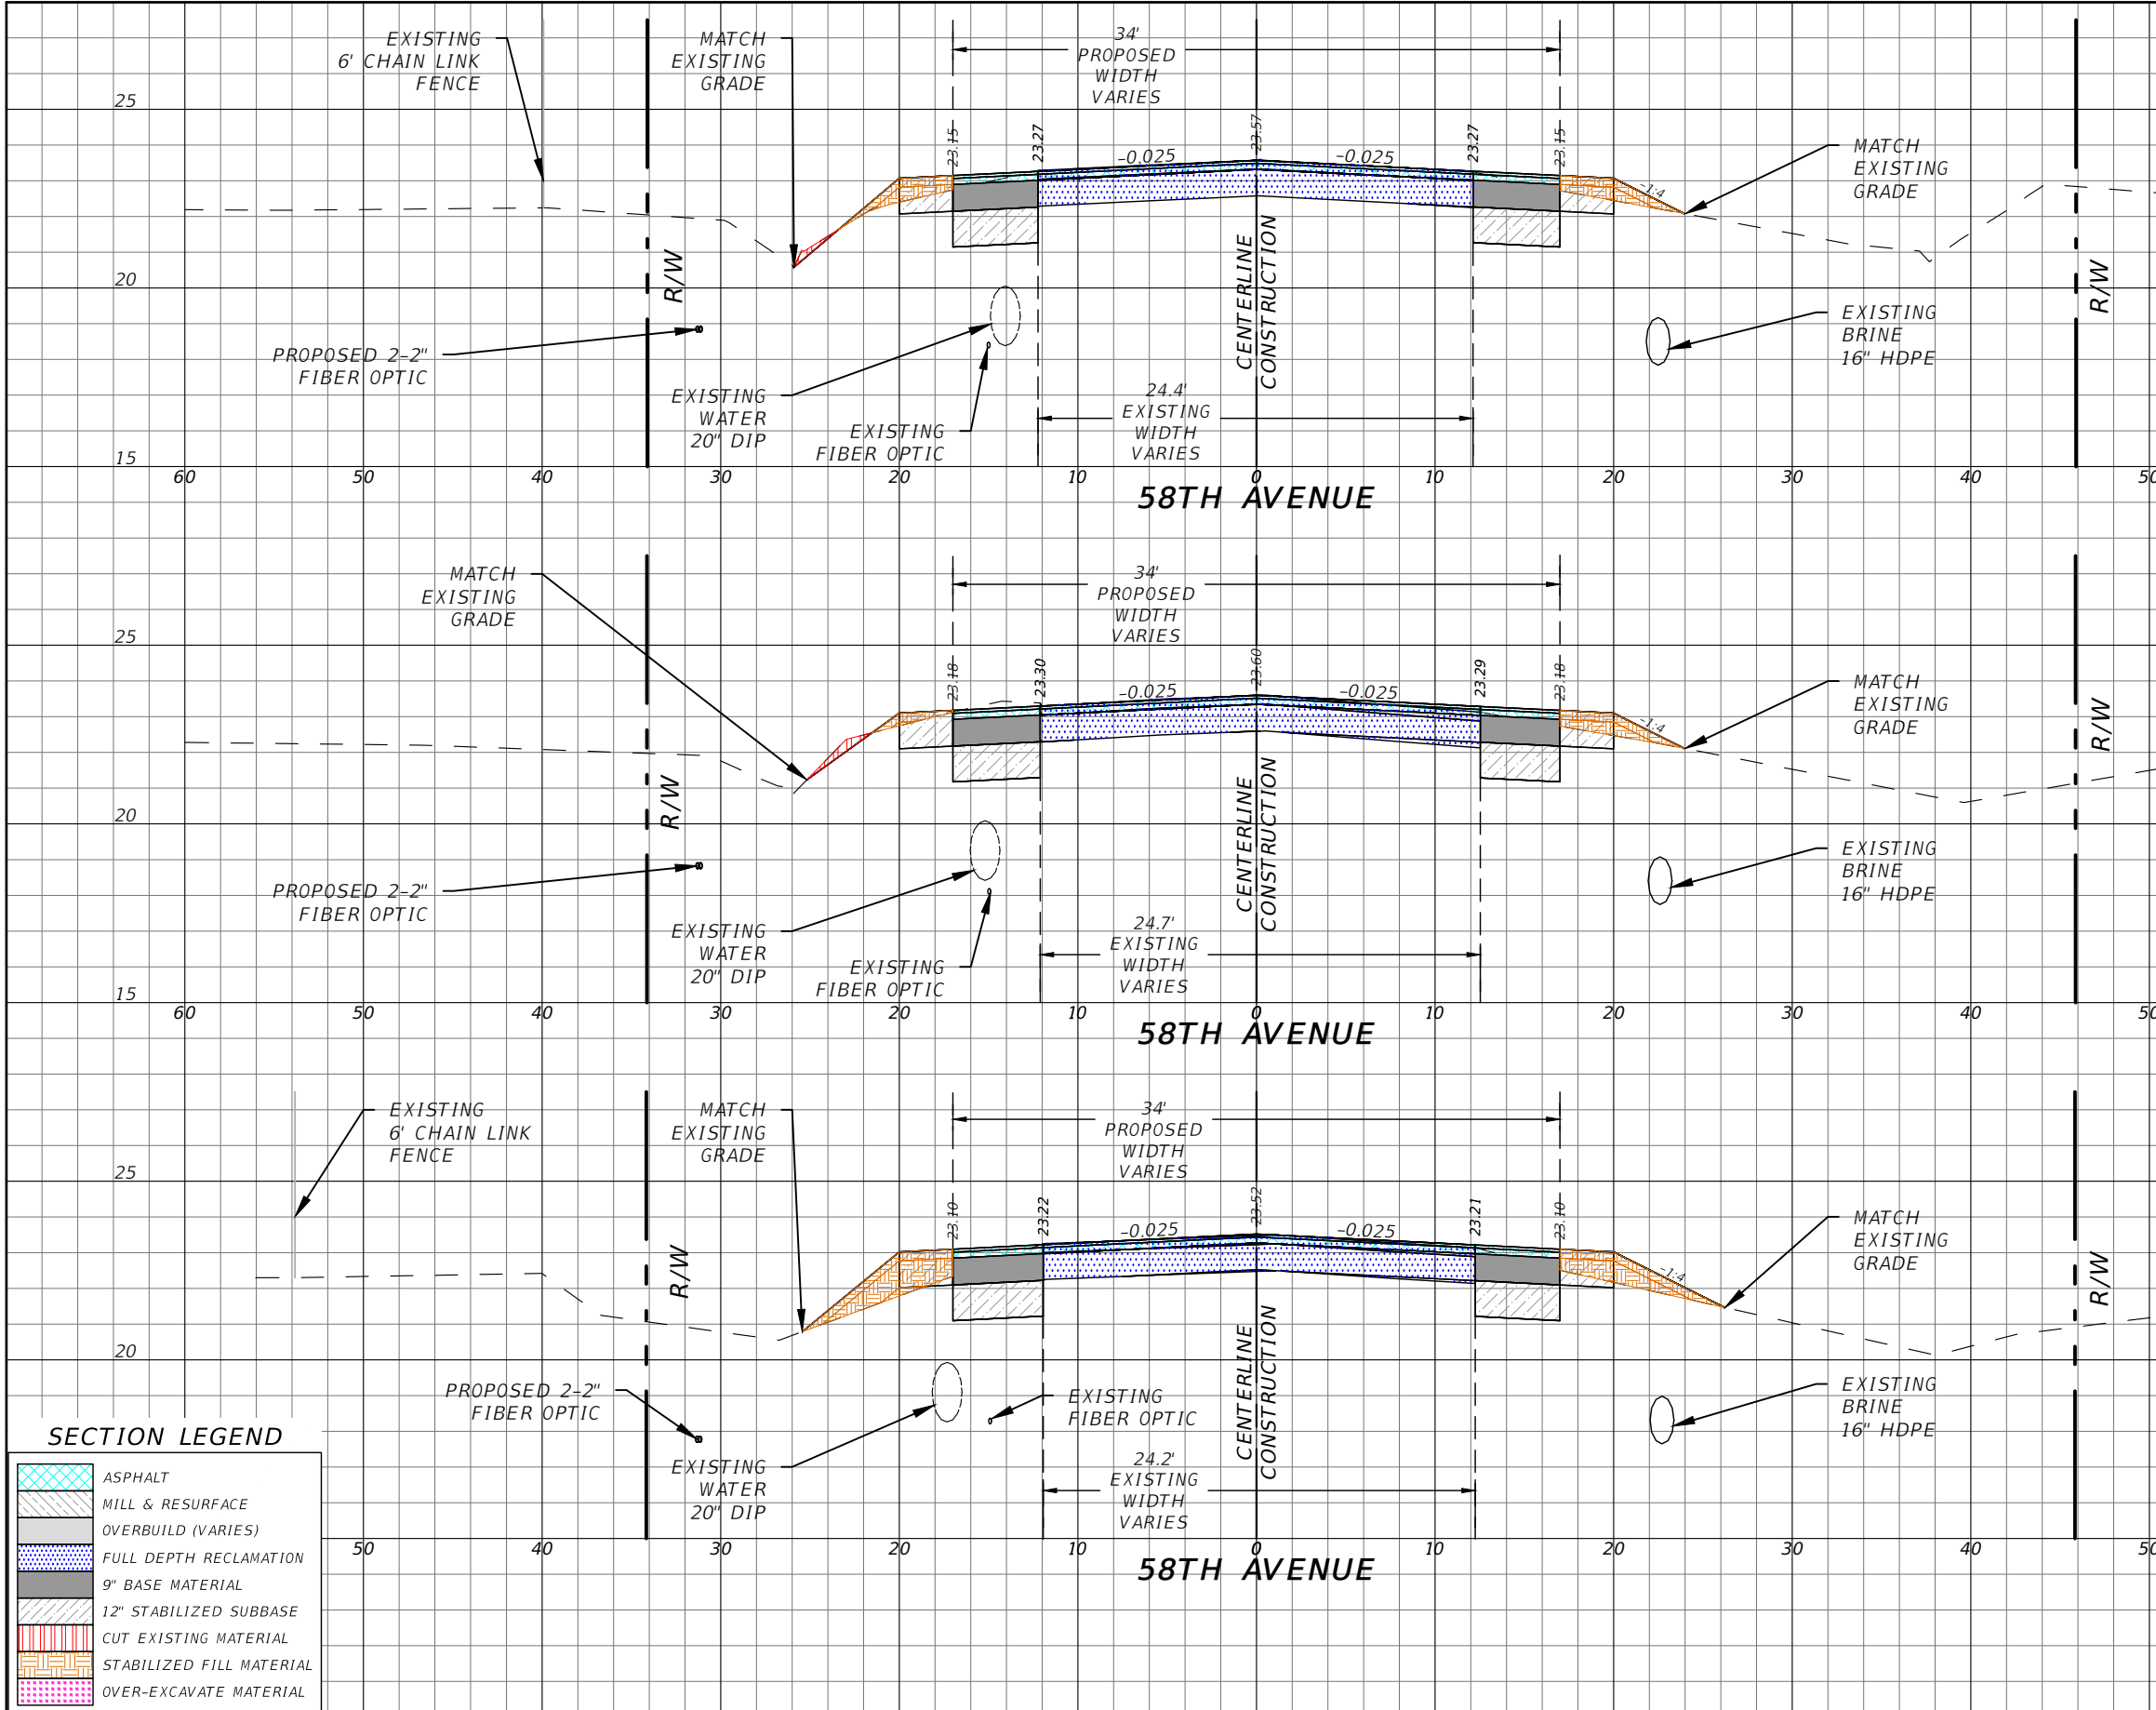 EXISTING
6' CHAIN LINK
FENCE
MATCH
EXISTING
GRADE
34'
PROPOSED
WIDTH
VARIES
25
23.15
23.27
-0.025
23.57
-0.025
23.27
23.15
-1:4
MATCH
EXISTING
GRADE
20
R/W
CENTERLINE
CONSTRUCTION
R/W
PROPOSED 2-2"
FIBER OPTIC
EXISTING
WATER
20" DIP
EXISTING
FIBER OPTIC
24.4'
EXISTING
WIDTH
VARIES
EXISTING
BRINE
16" HDPE
15
60 50 40 30 20 10 0 10 20 30 40 50
58TH AVENUE
MATCH
EXISTING
GRADE
34'
PROPOSED
WIDTH
VARIES
25
23.18
23.30
-0.025
23.60
-0.025
23.29
23.18
-1:4
MATCH
EXISTING
GRADE
20
R/W
CENTERLINE
CONSTRUCTION
R/W
PROPOSED 2-2"
FIBER OPTIC
EXISTING
WATER
20" DIP
EXISTING
FIBER OPTIC
24.7'
EXISTING
WIDTH
VARIES
EXISTING
BRINE
16" HDPE
15
60 50 40 30 20 10 0 10 20 30 40 50
58TH AVENUE
EXISTING
6' CHAIN LINK
FENCE
MATCH
EXISTING
GRADE
34'
PROPOSED
WIDTH
VARIES
25
23.10
23.22
-0.025
23.52
-0.025
23.21
23.10
-1:4
MATCH
EXISTING
GRADE
20
R/W
CENTERLINE
CONSTRUCTION
R/W
PROPOSED 2-2"
FIBER OPTIC
EXISTING
WATER
20" DIP
EXISTING
FIBER OPTIC
24.2'
EXISTING
WIDTH
VARIES
EXISTING
BRINE
16" HDPE
50 40 30 20 10 0 10 20 30 40 50
58TH AVENUE
SECTION LEGEND
ASPHALT
MILL & RESURFACE
OVERBUILD (VARIES)
FULL DEPTH RECLAMATION
9" BASE MATERIAL
12" STABILIZED SUBBASE
CUT EXISTING MATERIAL
STABILIZED FILL MATERIAL
OVER-EXCAVATE MATERIAL